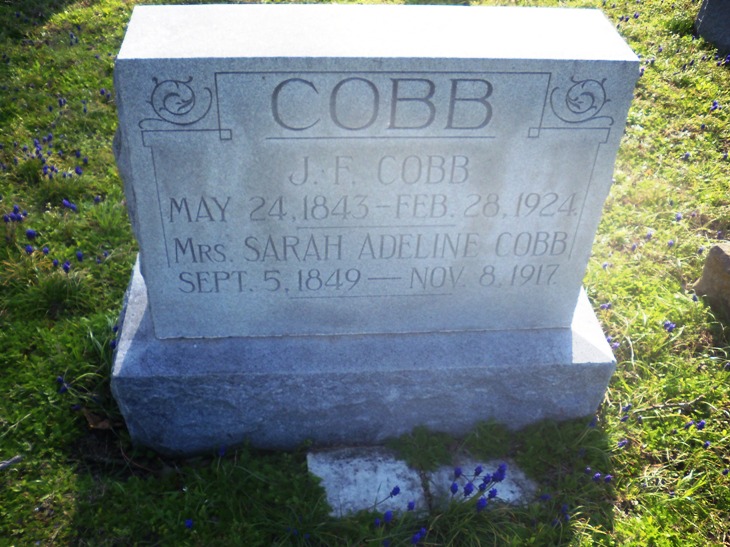 COBB
J. F. COBB
MAY 24, 1843 – FEB. 28, 1924.
MRS. SARAH ADELINE COBB
SEPT. 5, 1849 — NOV. 8, 1917.